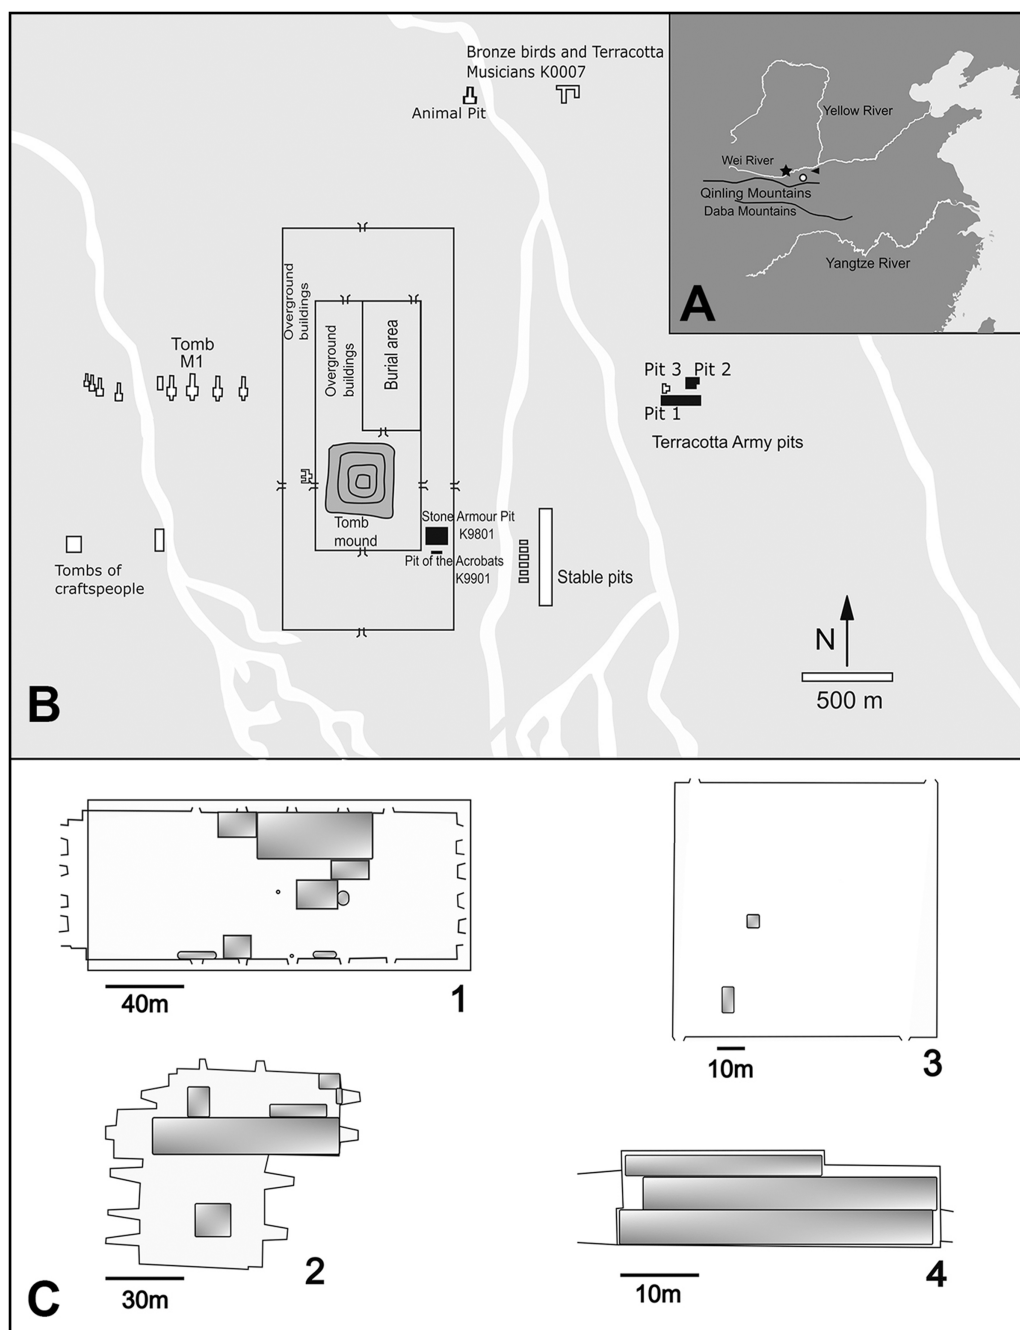 Bronze birds and Terracotta
Musicians K0007
Animal Pit
Yellow River
Wei River
Qinling Mountains
Daba Mountains
Yangtze River
A
Overground
buildings
Overground
buildings
Burial area
Tomb
M1
Pit 3
Pit 2
Pit 1
Terracotta Army pits
Tomb
mound
Stone Armour Pit
K9801
Pit of the Acrobats
K9901
Stable pits
Tombs of
craftspeople
N
500 m
B
40m
1
10m
3
30m
2
10m
4
C